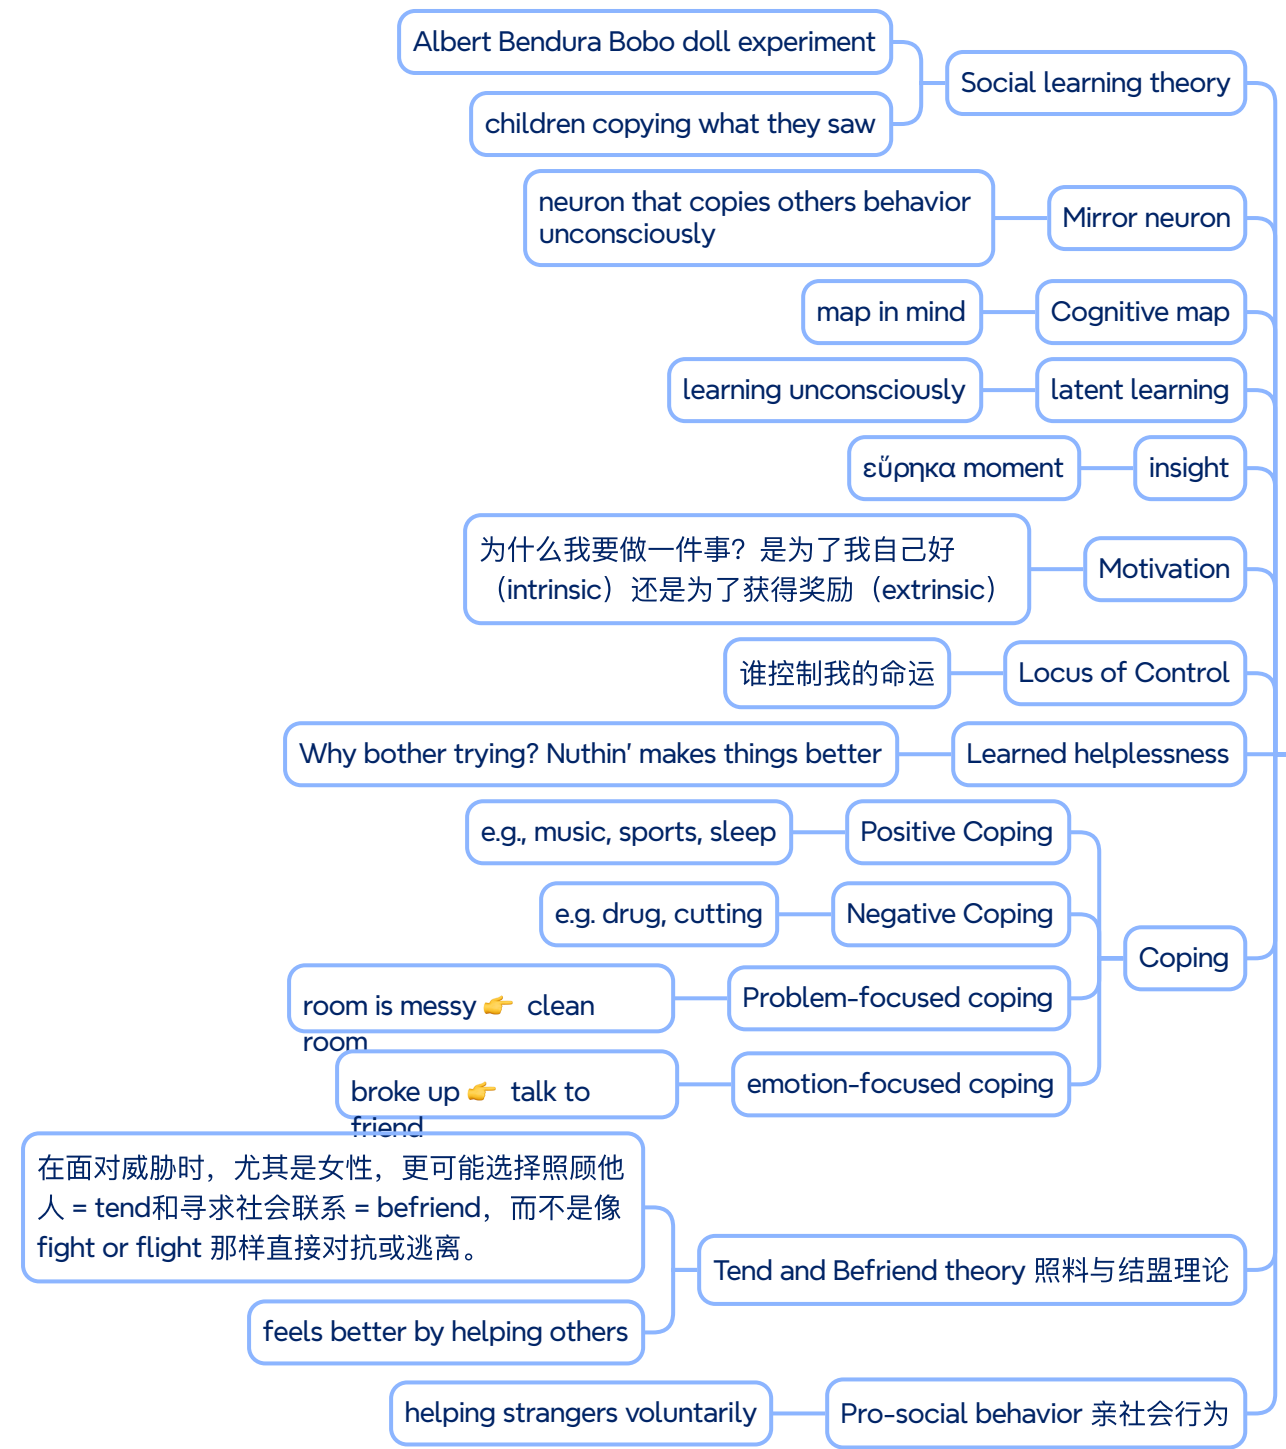 Albert Bendura Bobo doll experiment
Social learning theory
children copying what they saw
neuron that copies others behavior
unconsciously
Mirror neuron
map in mind
Cognitive map
learning unconsciously
latent learning
εὕρηκα moment
insight
为什么我要做一件事？是为了我自己好
（intrinsic）还是为了获得奖励（extrinsic）
Motivation
谁控制我的命运
Locus of Control
Why bother trying? Nuthin’ makes things better
Learned helplessness
e.g., music, sports, sleep
Positive Coping
e.g. drug, cutting
Negative Coping
Coping
room is messy 👉 clean
room
Problem-focused coping
broke up 👉 talk to
friend
emotion-focused coping
在面对威胁时，尤其是女性，更可能选择照顾他
人 = tend和寻求社会联系 = befriend，而不是像
fight or flight 那样直接对抗或逃离。
Tend and Befriend theory 照料与结盟理论
feels better by helping others
helping strangers voluntarily
Pro-social behavior 亲社会行为